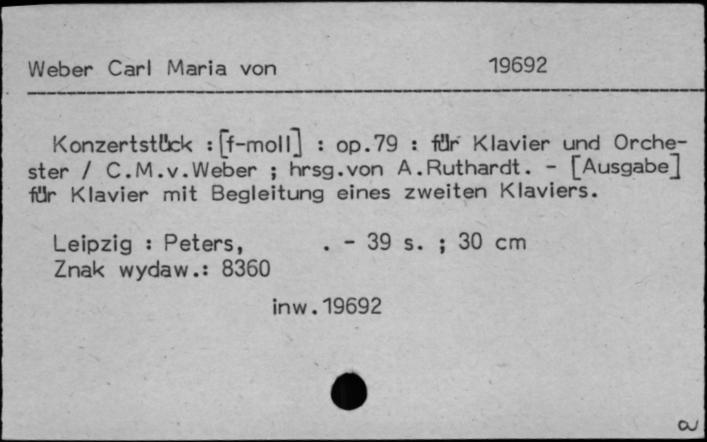 Weber Carl Maria von 19692
Konzertstück :[f-moll] : op.79 : für Klavier und Orche-
ster / C.M.v.Weber ; hrsg.von A.Ruthardt. - [Ausgabe]
für Klavier mit Begleitung eines zweiten Klaviers.
Leipzig : Peters, . - 39 s. ; 30 cm
Znak wydaw.: 8360
inw.19692